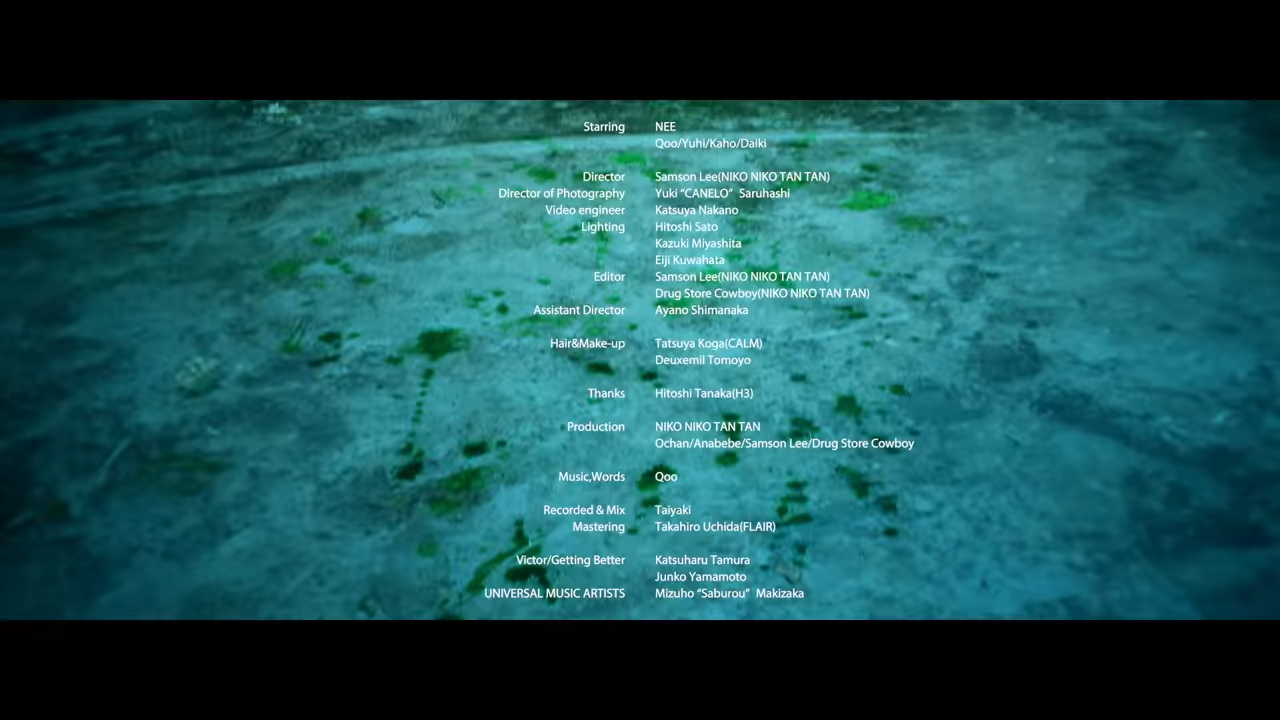 Starring NEE
Qoo/Yuhi/Kaho/Daiki
Director Samson Lee(NIKO NIKO TAN TAN)
Director of Photography Yuki “CANELO” Saruhashi
Video engineer Katsuya Nakano
Lighting Hitoshi Sato
Kazuki Miyashita
Eiji Kuwahata
Editor Samson Lee(NIKO NIKO TAN TAN)
Drug Store Cowboy(NIKO NIKO TAN TAN)
Assistant Director Ayano Shimanaka
Hair&Make-up Tatsuya Koga(CALM)
Deuxemil Tomoyo
Thanks Hitoshi Tanaka(H3)
Production NIKO NIKO TAN TAN
Ochan/Anabebe/Samson Lee/Drug Store Cowboy
Music,Words Qoo
Recorded & Mix Taiyaki
Mastering Takahiro Uchida(FLAIR)
Victor/Getting Better Katsuharu Tamura
Junko Yamamoto
UNIVERSAL MUSIC ARTISTS Mizuho “Saburou” Makizaka